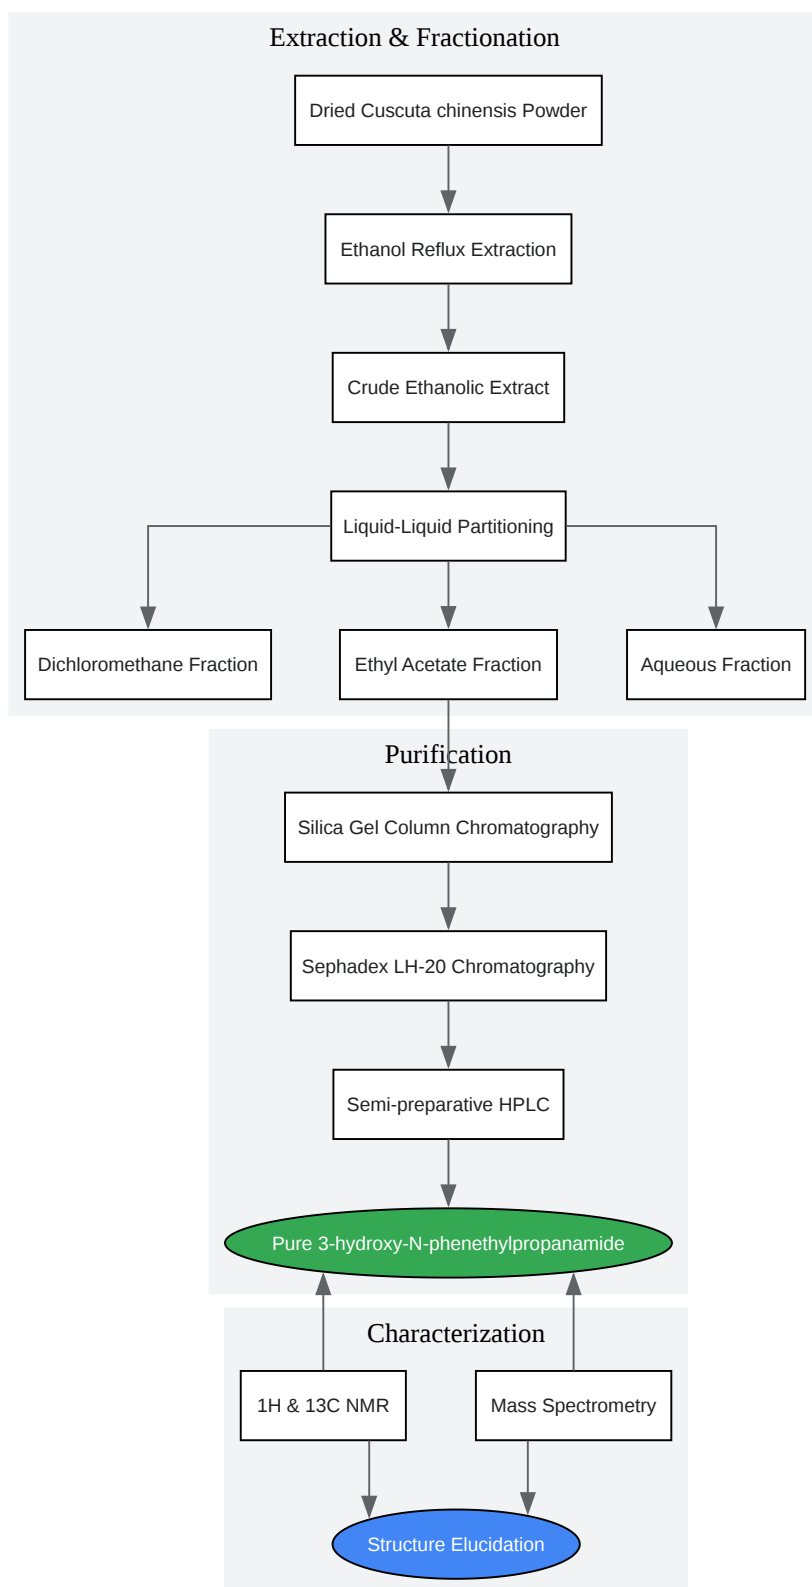 Extraction & Fractionation
Dried Cuscuta chinensis Powder
Ethanol Reflux Extraction
Crude Ethanolic Extract
Liquid-Liquid Partitioning
Dichloromethane Fraction
Ethyl Acetate Fraction
Aqueous Fraction
Purification
Silica Gel Column Chromatography
Sephadex LH-20 Chromatography
Semi-preparative HPLC
Pure 3-hydroxy-N-phenethylpropanamide
Characterization
1H & 13C NMR
Mass Spectrometry
Structure Elucidation